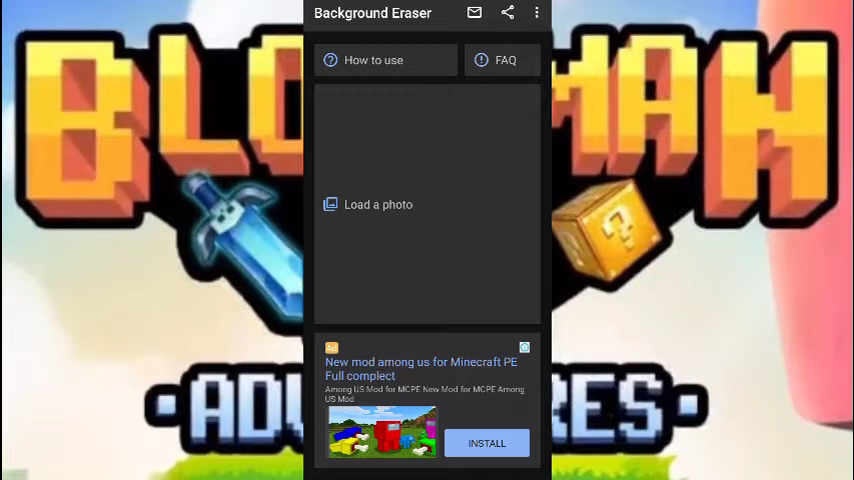 Background Eraser
How to use
FAQ
Load a photo
Ad
New mod among us for Minecraft PE
Full complect
Among US Mod for MCPE New Mod for MCPE Among
US Mod
INSTALL